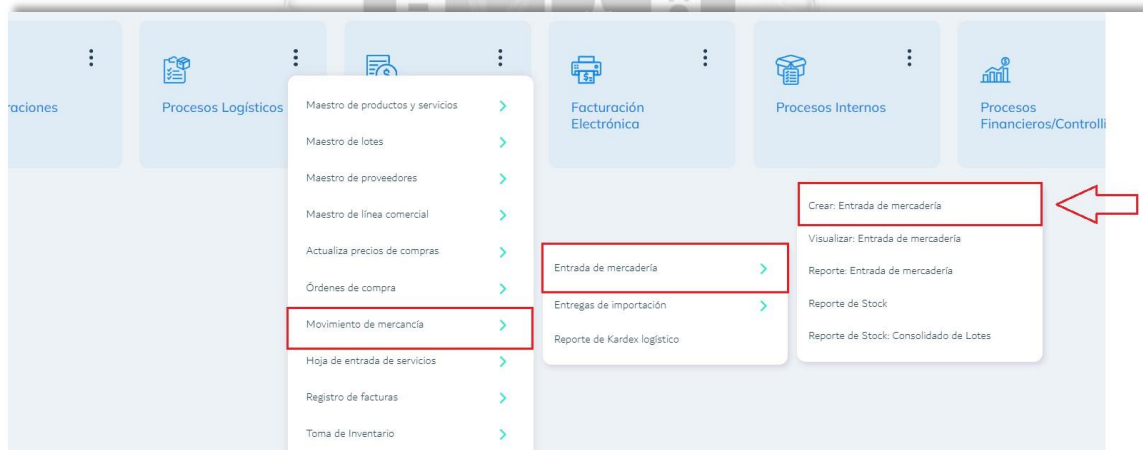 raciones
Procesos Logísticos
Facturación
Electrónica
Procesos Internos
Procesos
Financieros/Controlli
Maestro de productos y servicios
Maestro de lotes
Maestro de proveedores
Maestro de línea comercial
Actualiza precios de compras
Órdenes de compra
Movimiento de mercancía
Hoja de entrada de servicios
Registro de facturas
Toma de Inventario
Entrada de mercadería
Entregas de importación
Reporte de Kardex logístico
Crear: Entrada de mercadería
Visualizar: Entrada de mercadería
Reporte: Entrada de mercadería
Reporte de Stock
Reporte de Stock: Consolidado de Lotes